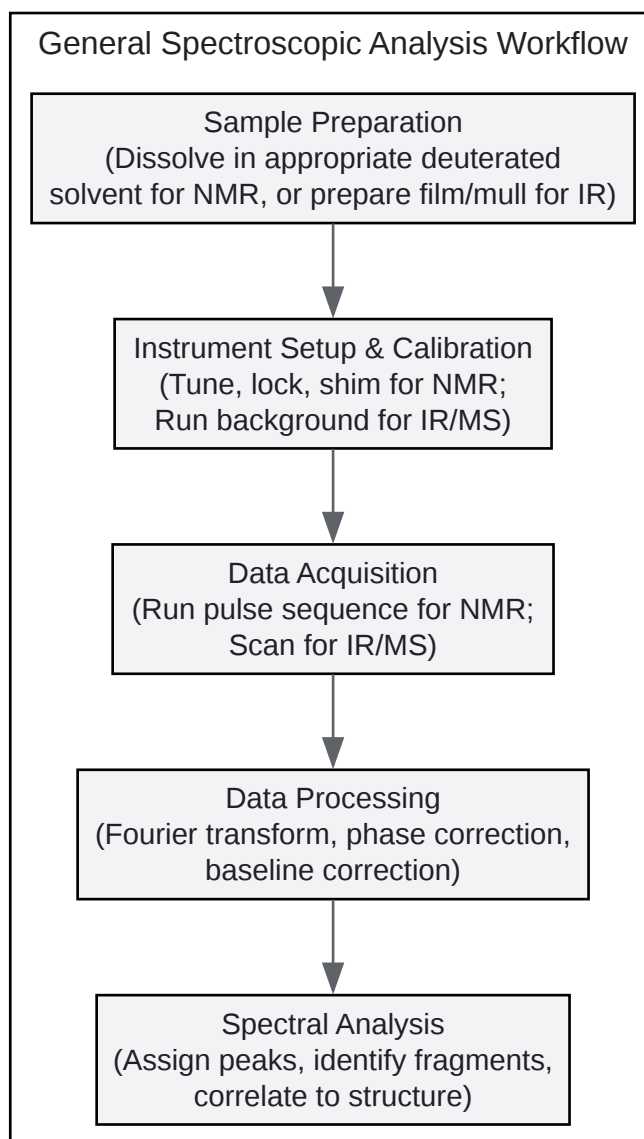 General Spectroscopic Analysis Workflow
Sample Preparation
(Dissolve in appropriate deuterated
solvent for NMR, or prepare film/mull for IR)
Instrument Setup & Calibration
(Tune, lock, shim for NMR;
Run background for IR/MS)
Data Acquisition
(Run pulse sequence for NMR;
Scan for IR/MS)
Data Processing
(Fourier transform, phase correction,
baseline correction)
Spectral Analysis
(Assign peaks, identify fragments,
correlate to structure)